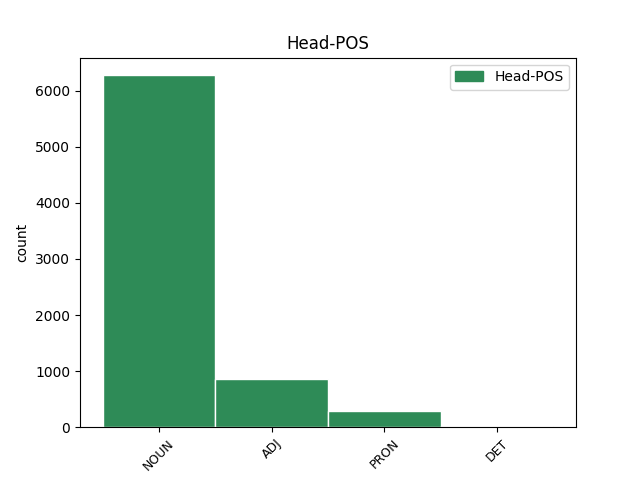 Head-POS
Head-POS
count
6000
5000
4000
3000
2000
1000
0
NOUN
ADJ
PRON
DET